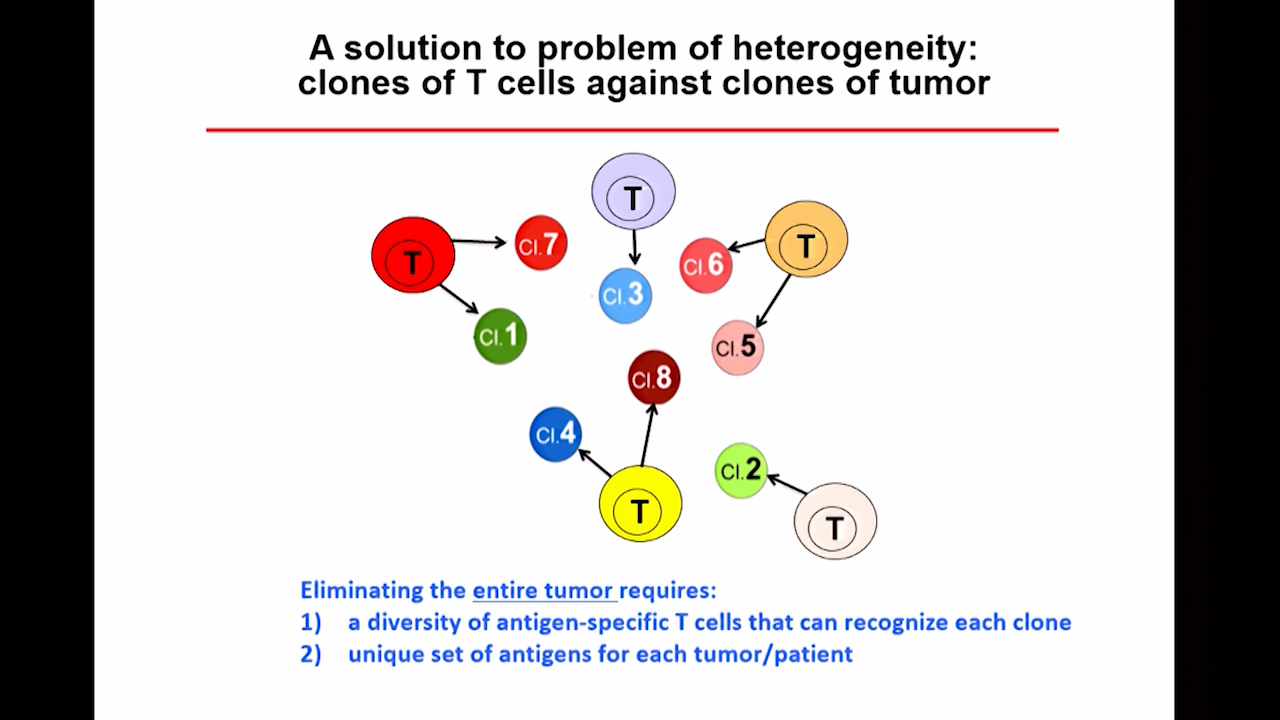 A solution to problem of heterogeneity:
clones of T cells against clones of tumor
T
T
T
Cl.7
Cl.6
Cl.3
Cl.1
Cl.5
Cl.8
Cl.4
Cl.2
T
T
Eliminating the entire tumor requires:
1) a diversity of antigen-specific T cells that can recognize each clone
2) unique set of antigens for each tumor/patient